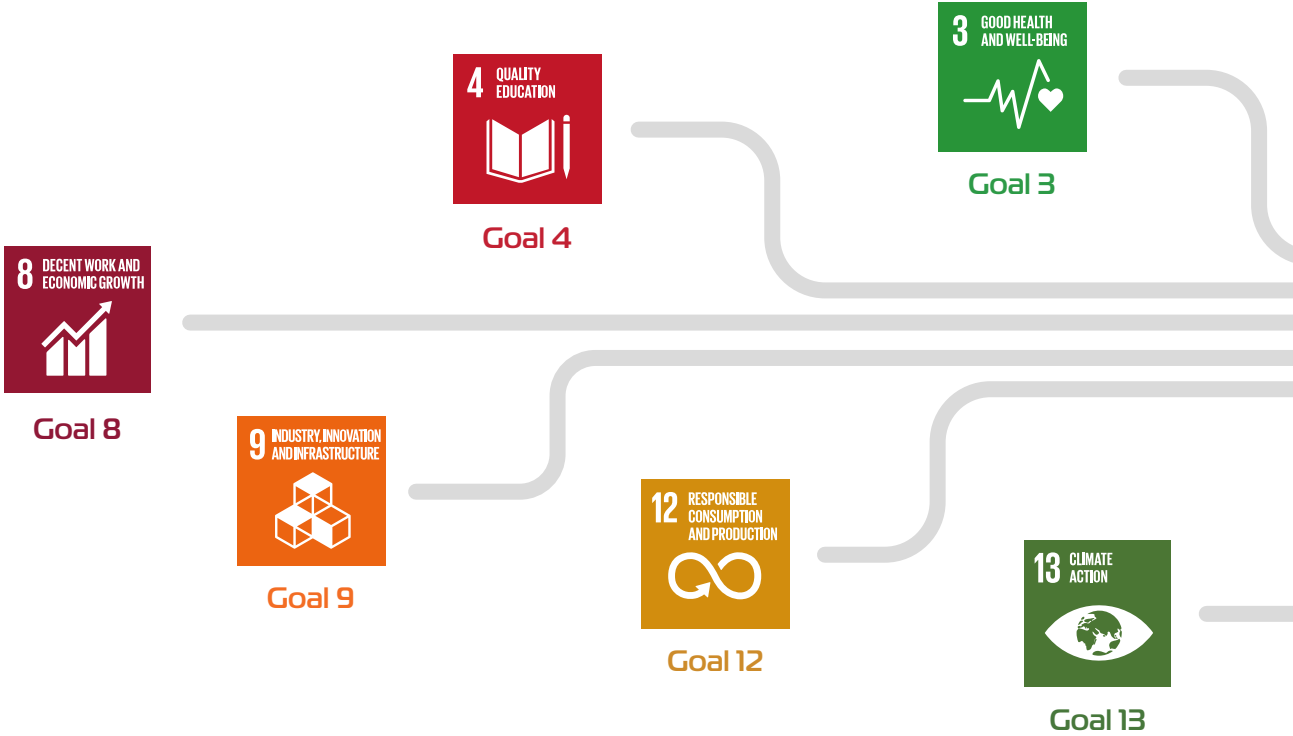 3 GOOD HEALTH
AND WELL-BEING
Goal 3
4 QUALITY
EDUCATION
Goal 4
8 DECENT WORK AND
ECONOMIC GROWTH
Goal 8
9 INDUSTRY, INNOVATION
AND INFRASTRUCTURE
Goal 9
12 RESPONSIBLE
CONSUMPTION
AND PRODUCTION
Goal 12
13 CLIMATE
ACTION
Goal 13